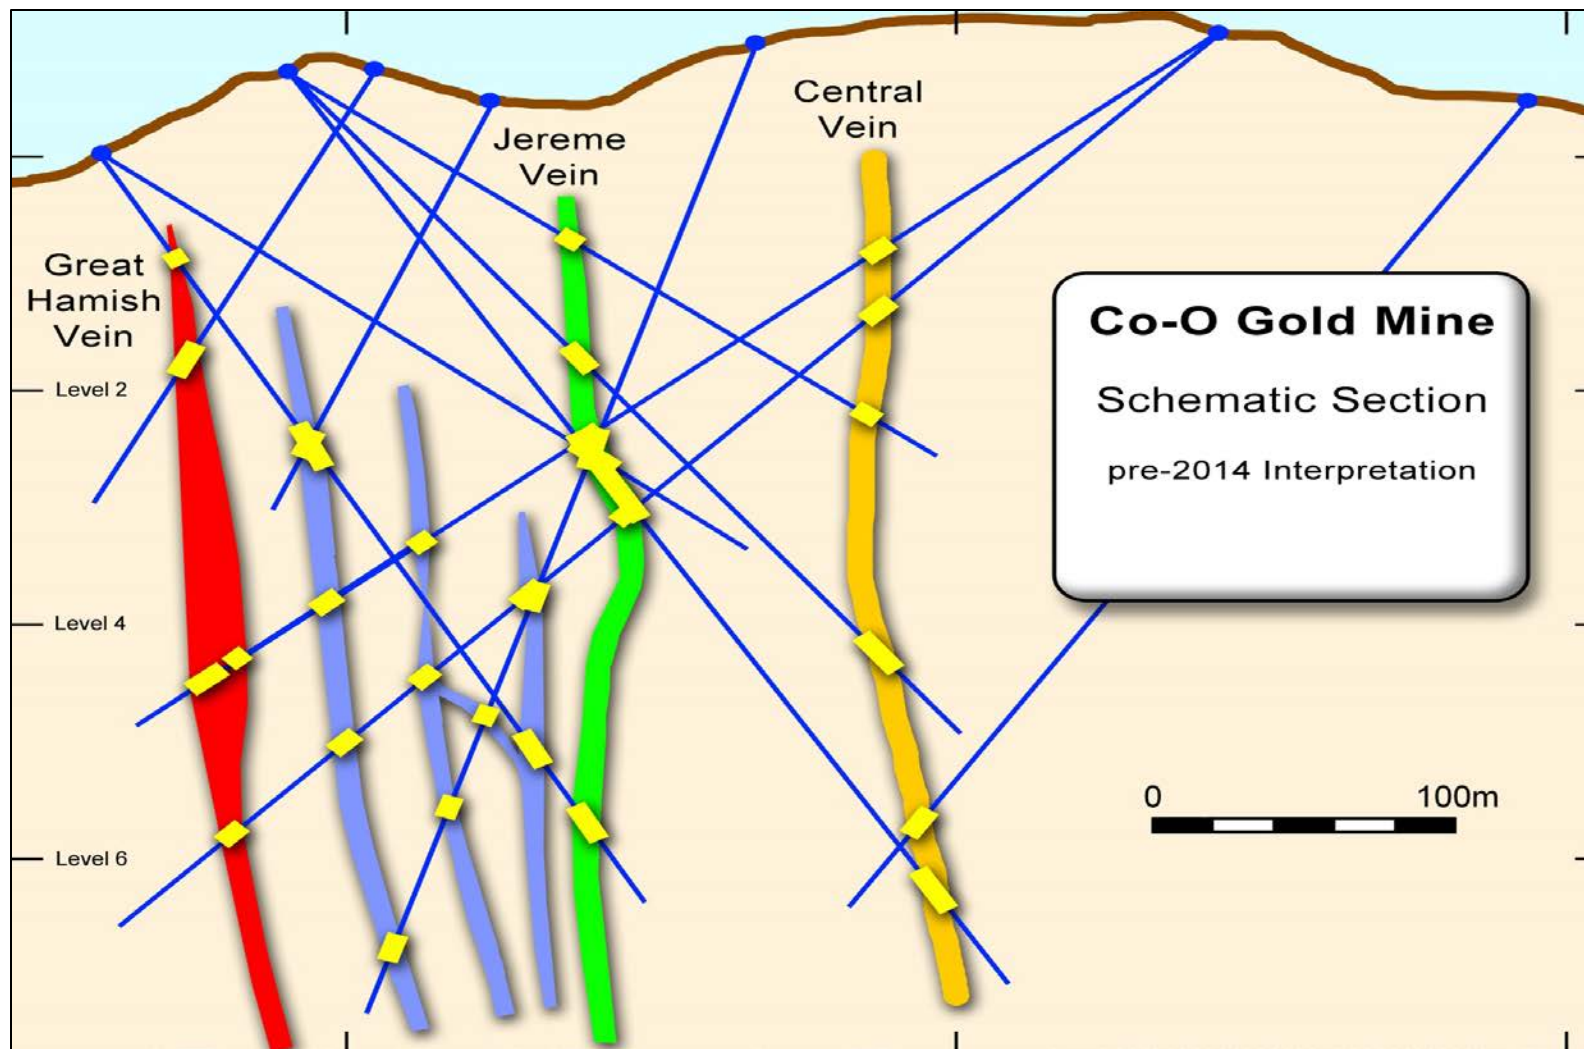 Central
Vein
Jereme
Vein
Great
Hamish
Vein
Co-O Gold Mine
Schematic Section
pre-2014 Interpretation
Level 2
Level 4
0 100m
Level 6